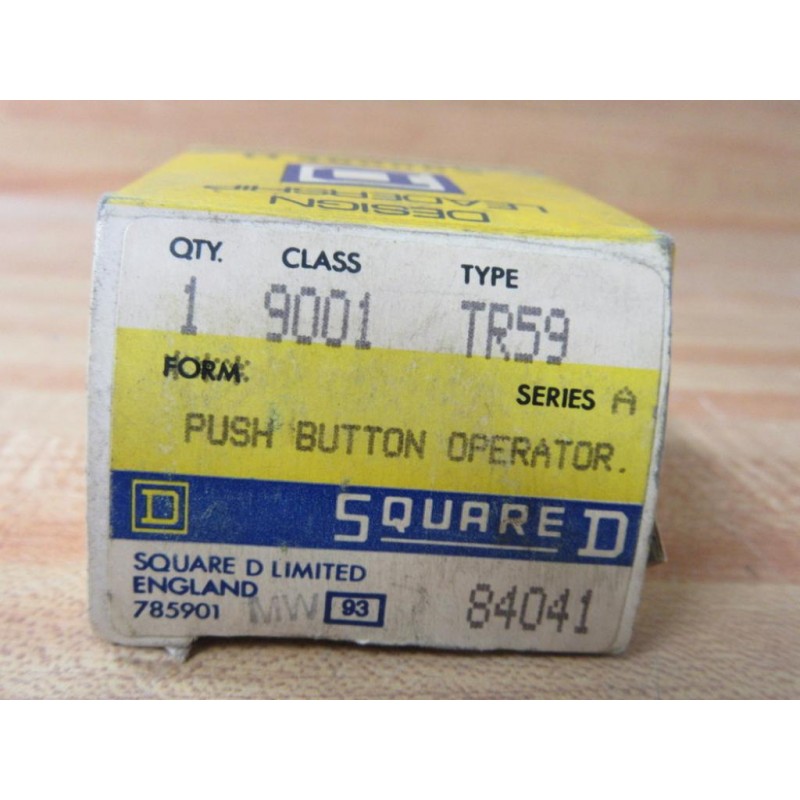 DESIGN
LEADERSHIP
QTY. CLASS TYPE
1 9001 TR59
FORM
SERIES A
PUSH BUTTON OPERATOR.
D SQUARE D
SQUARE D LIMITED
ENGLAND
785901 MW 93 84041